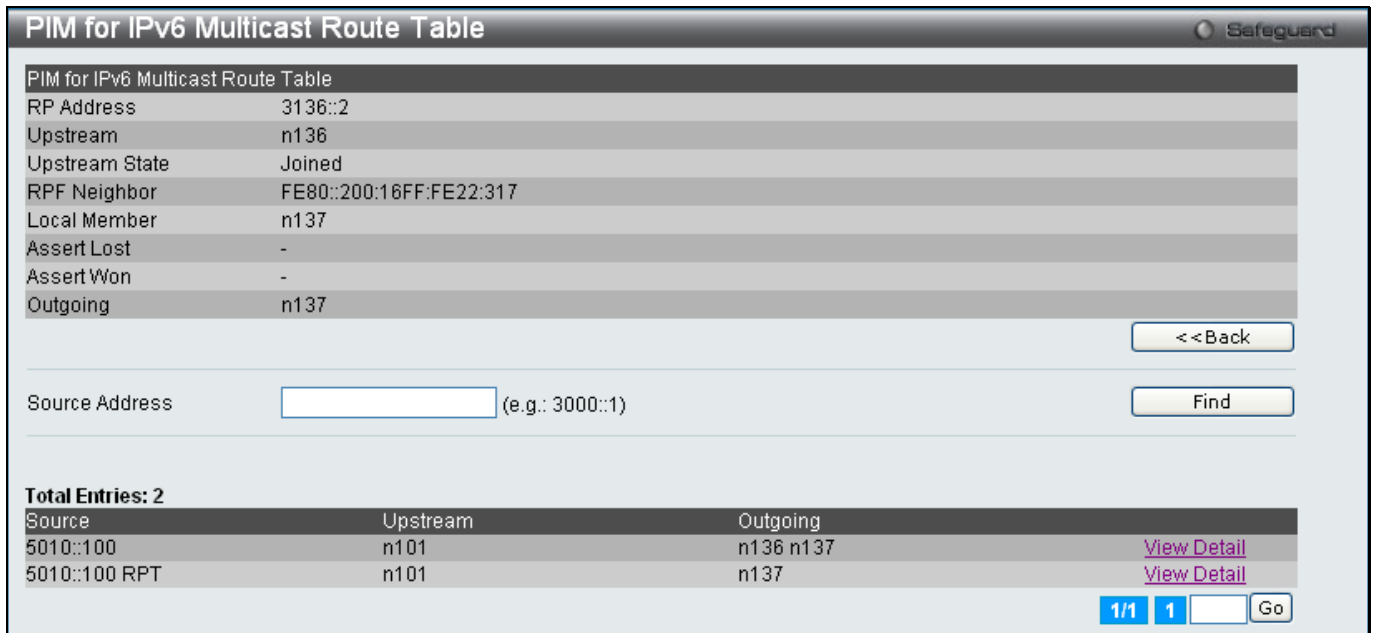 PIM for IPv6 Multicast Route Table
Safeguard
PIM for IPv6 Multicast Route Table
RP Address 3136::2
Upstream n136
Upstream State Joined
RPF Neighbor FE80::200:16FF:FE22:317
Local Member n137
Assert Lost -
Assert Won -
Outgoing n137
<<Back
Source Address (e.g.: 3000::1) Find
Total Entries: 2
Source Upstream Outgoing
5010::100 n101 n136 n137 View Detail
5010::100 RPT n101 n137 View Detail
1/1 1 Go